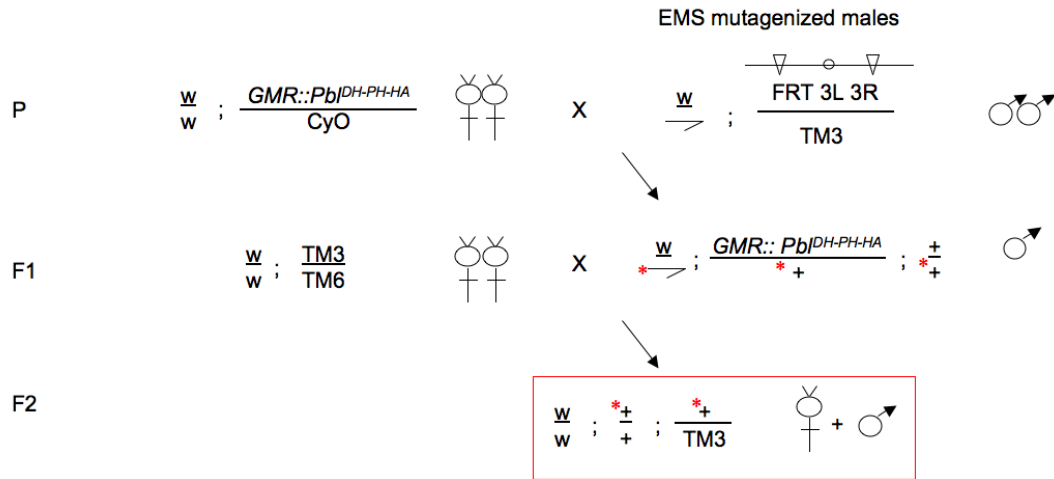 EMS mutagenized males
P w/w ; GMR::Pbl^DH-PH-HA/CyO X w ; FRT 3L 3R/TM3
F1 w/w ; TM3/TM6 X *w ; GMR:: Pbl^DH-PH-HA/*+ ; +/*+
F2 w/w ; *+/+ ; *+/TM3 +